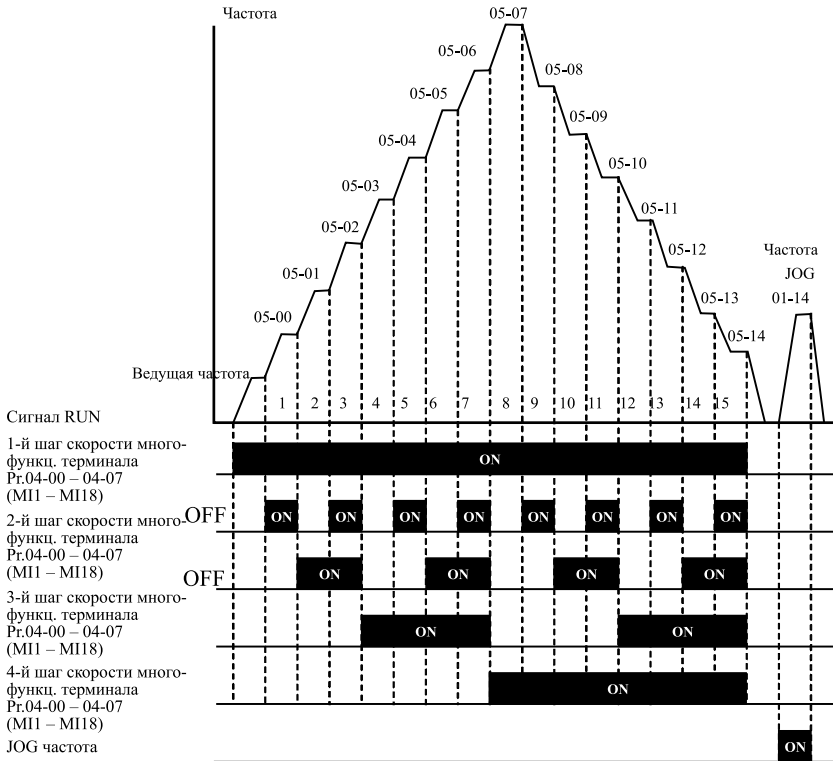 Частота
05-07
05-06
05-08
05-05
05-09
05-04
05-10
05-03
05-11
05-02
05-12
Частота
JOG
05-01
05-13
01-14
05-00
05-14
Ведущая частота
1 2 3 4 5 6 7 8 9 10 11 12 13 14 15
Сигнал RUN
1-й шаг скорости много-
функц. терминала
Pr.04-00 – 04-07
(MI1 – MI18)
ON
OFF
ON ON ON ON ON ON ON ON
2-й шаг скорости много-
функц. терминала
Pr.04-00 – 04-07
(MI1 – MI18)
OFF
ON ON ON ON
3-й шаг скорости много-
функц. терминала
Pr.04-00 – 04-07
(MI1 – MI18)
ON ON
4-й шаг скорости много-
функц. терминала
Pr.04-00 – 04-07
(MI1 – MI18)
ON
JOG частота
ON